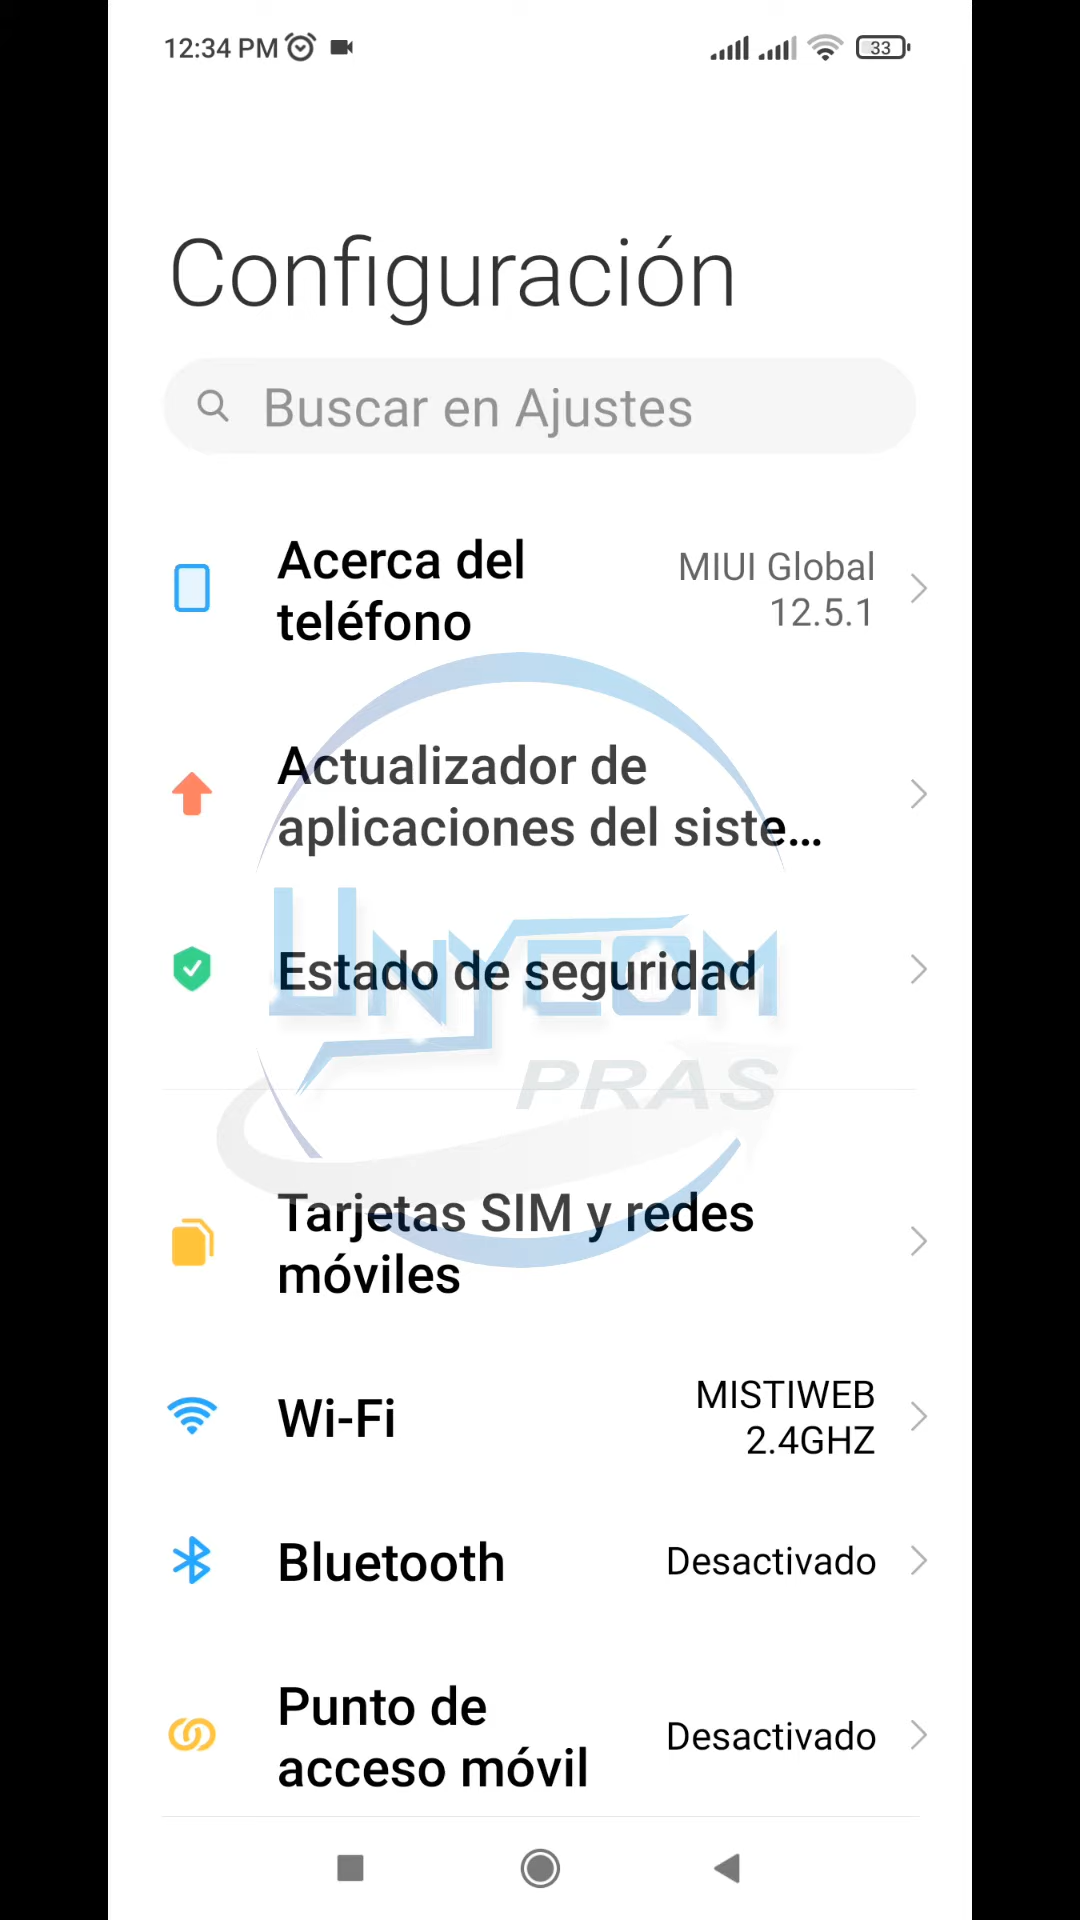 12:34 PM
33
Configuración
Buscar en Ajustes
Acerca del
teléfono
MIUI Global
12.5.1
Actualizador de
aplicaciones del siste...
UNYCOM
PRAS
Estado de seguridad
Tarjetas SIM y redes
móviles
Wi-Fi
MISTIWEB
2.4GHZ
Bluetooth
Desactivado
Punto de
acceso móvil
Desactivado